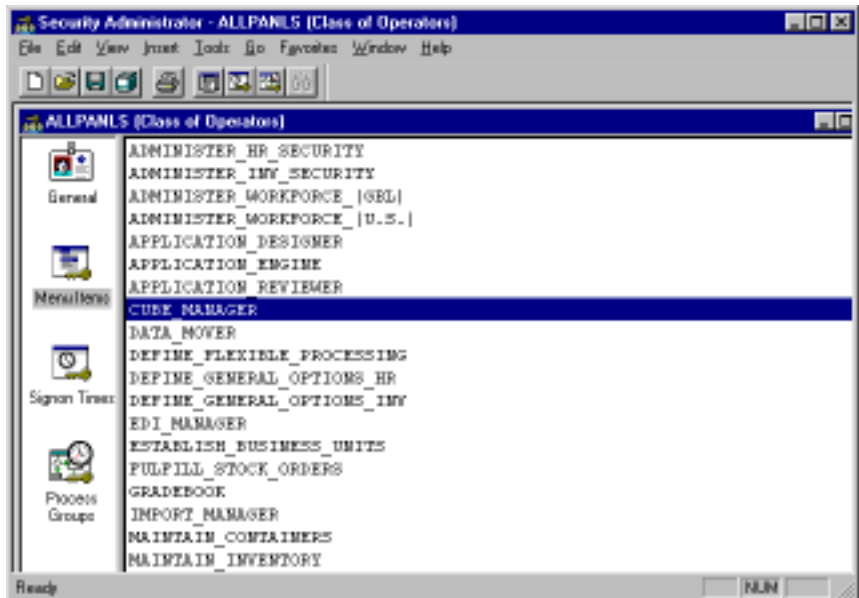 Security Administrator - ALLPANLS (Class of Operators)
File Edit View Insert Tools Go Favorites Window Help
ALLPANLS (Class of Operators)
General
Menu Items
Signon Times
Process
Groups
ADMINISTER_HR_SECURITY
ADMINISTER_INV_SECURITY
ADMINISTER_WORKFORCE_|GBL|
ADMINISTER_WORKFORCE_|U.S.|
APPLICATION_DESIGNER
APPLICATION_ENGINE
APPLICATION_REVIEWER
CUBE_MANAGER
DATA_MOVER
DEFINE_FLEXIBLE_PROCESSING
DEFINE_GENERAL_OPTIONS_HR
DEFINE_GENERAL_OPTIONS_INV
EDI_MANAGER
ESTABLISH_BUSINESS_UNITS
FULFILL_STOCK_ORDERS
GRADEBOOK
IMPORT_MANAGER
MAINTAIN_CONTAINERS
MAINTAIN_INVENTORY
Ready
NUM